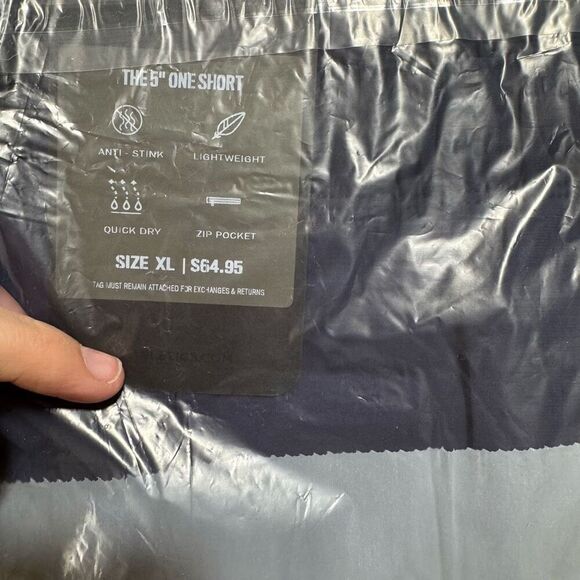 THE 5" ONE SHORT
ANTI - STINK
LIGHTWEIGHT
QUICK DRY
ZIP POCKET
SIZE XL | $64.95
TAG MUST REMAIN ATTACHED FOR EXCHANGES & RETURNS